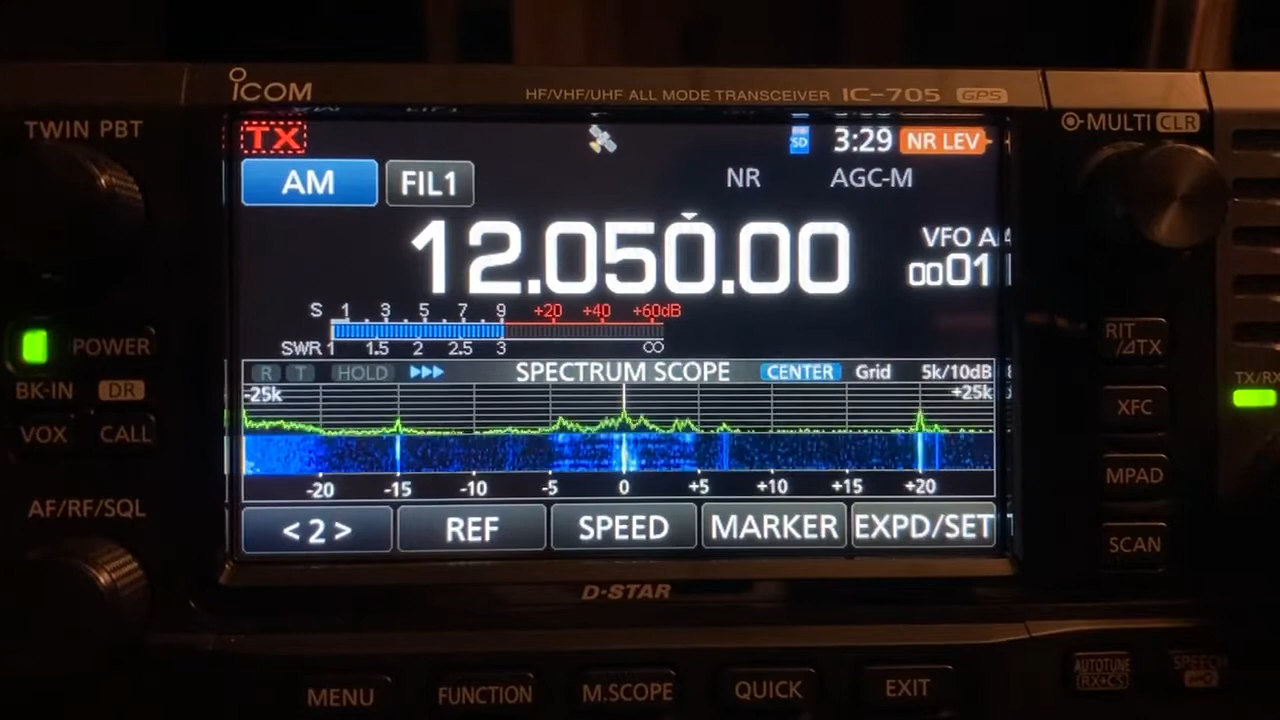 ICOM
HF/VHF/UHF ALL MODE TRANSCEIVER IC-705 GPS
TWIN PBT
MULTI CLR
TX
SD 3:29 NR LEV
AM FIL1 NR AGC-M
12.050.00
VFO A
0001
S 1 3 5 7 9 +20 +40 +60dB
SWR 1 1.5 2 2.5 3 ∞
POWER
BK-IN DR
VOX CALL
AF/RF/SQL
R T HOLD SPECTRUM SCOPE CENTER Grid 5k/10dB
-25k +25k
-20 -15 -10 -5 0 +5 +10 +15 +20
< 2 > REF SPEED MARKER EXPD/SET
RIT
/⊿TX
TX/RX
XFC
MPAD
SCAN
D-STAR
MENU FUNCTION M.SCOPE QUICK EXIT
AUTOTUNE
RX→CS
SPEECH